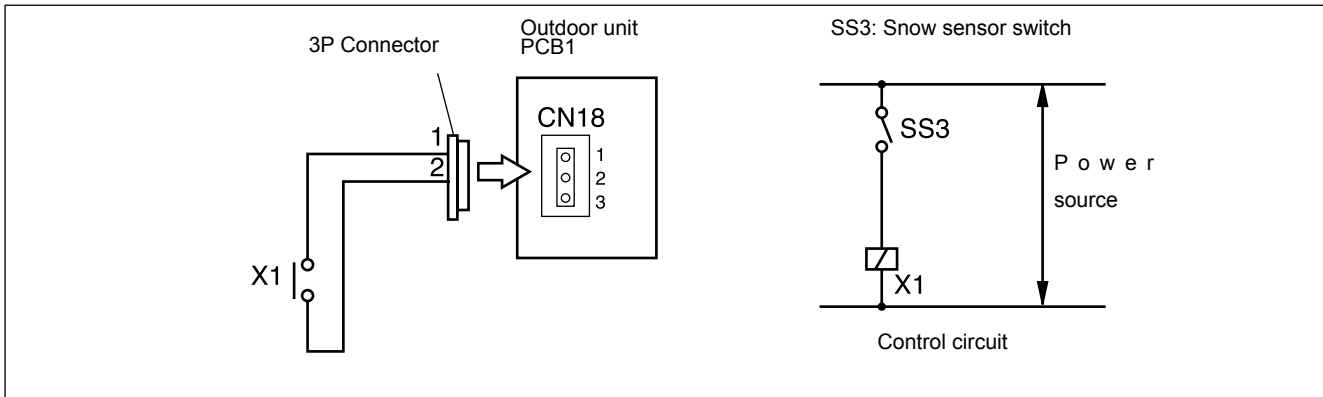 3P Connector
Outdoor unit
PCB1
CN18
1
2
3
1
2
X1
SS3: Snow sensor switch
SS3
P o w e r
source
X1
Control circuit